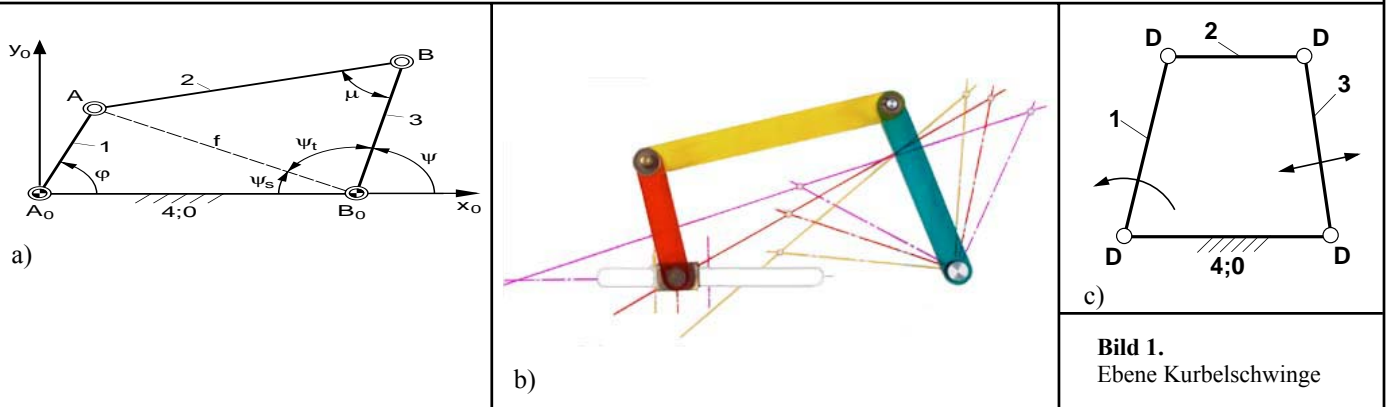 y₀
A
2
B
μ
3
1
f
ψₜ
ψ
φ
ψₛ
A₀
4;0
B₀
x₀
a)
b)
D
2
D
1
3
D
4;0
D
c)
Bild 1.
Ebene Kurbelschwinge